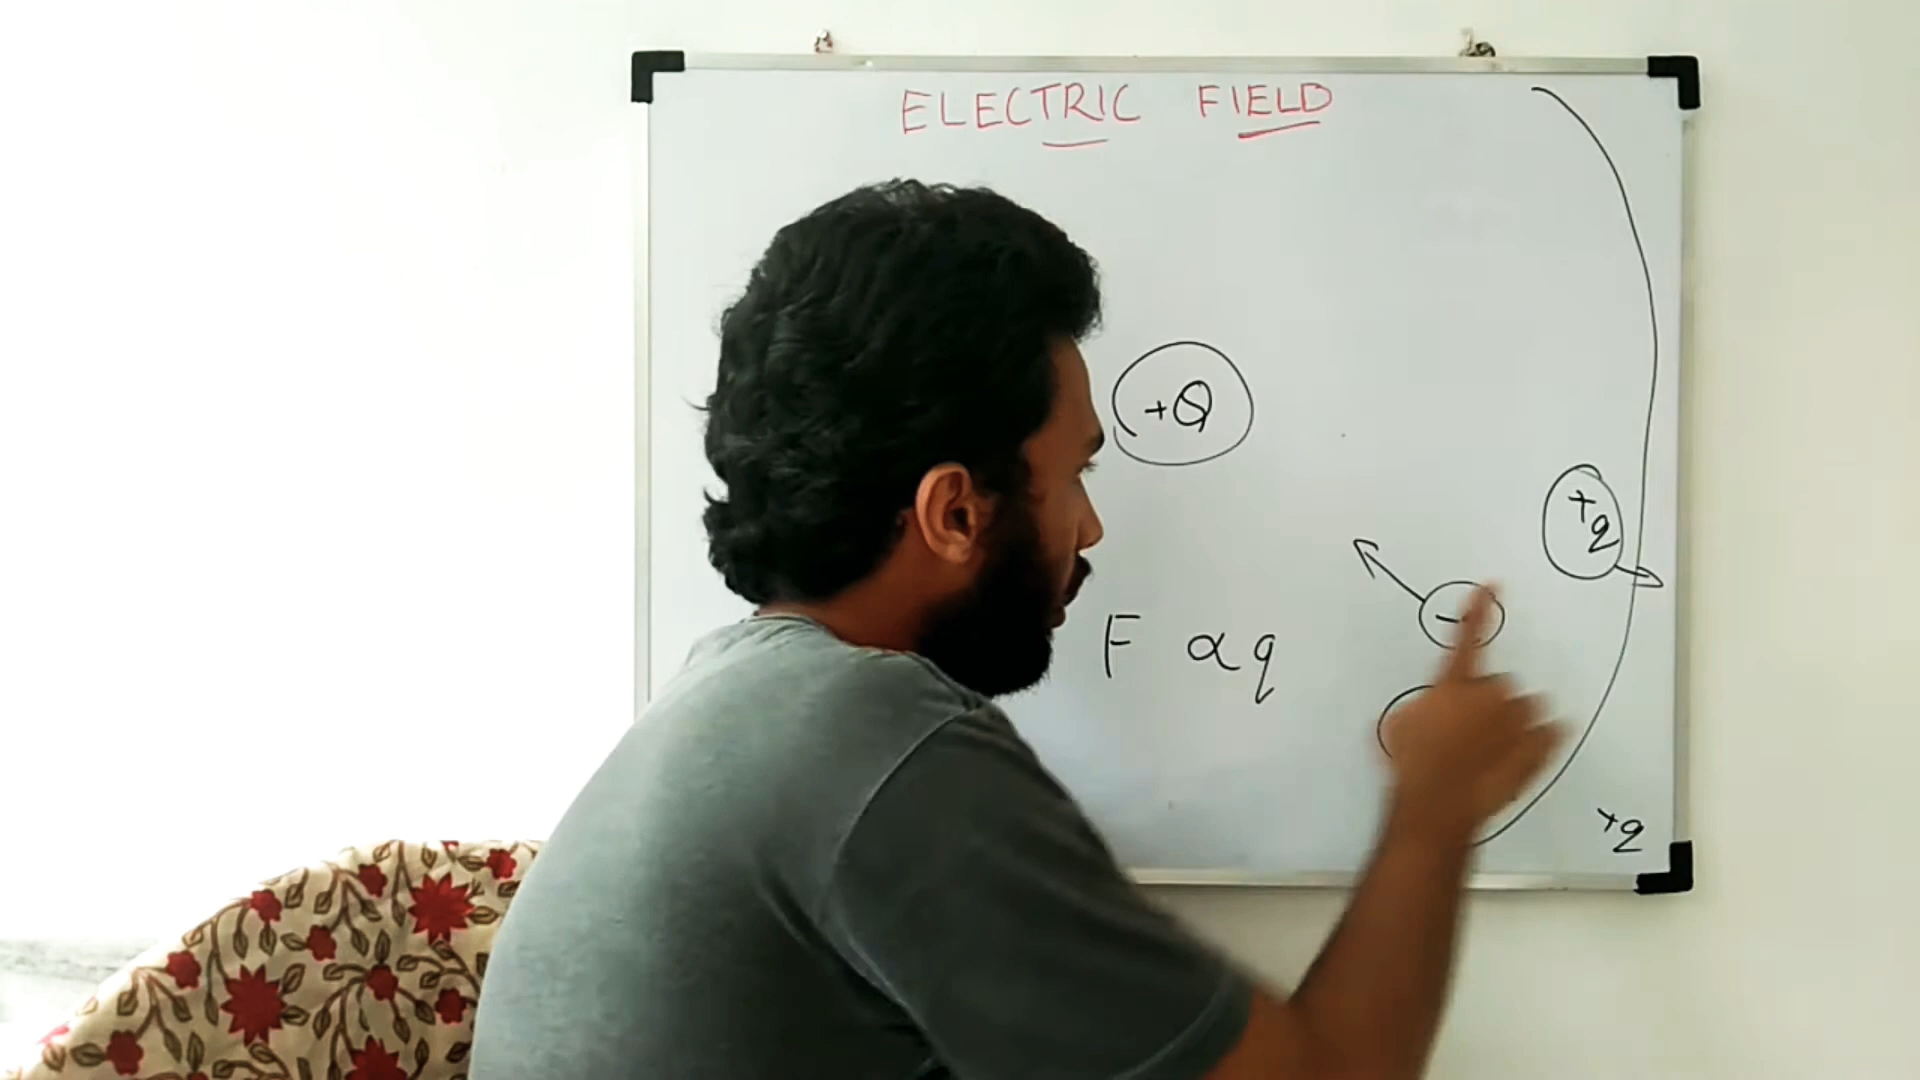 ELECTRIC FIELD
+Q
+q
-
F α q
+q